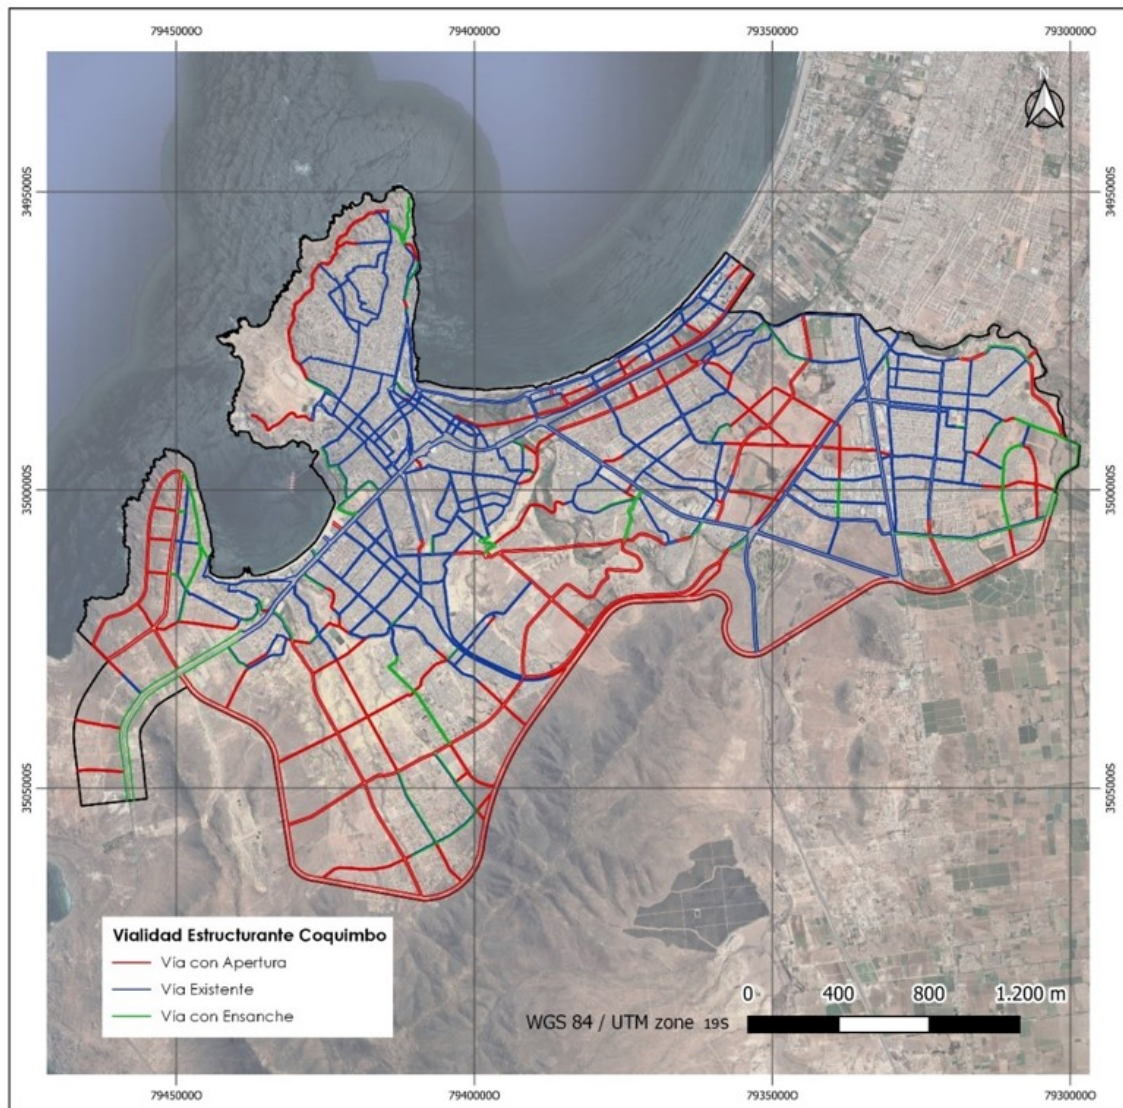 79450000 79400000 79350000 79300000
N
3495000S 3495000S
3500000S 3500000S
3505000S 3505000S
Vialidad Estructurante Coquimbo
Vía con Apertura
Vía Existente
Vía con Ensanche
0 400 800 1.200 m
WGS 84 / UTM zone 19S
79450000 79400000 79350000 79300000